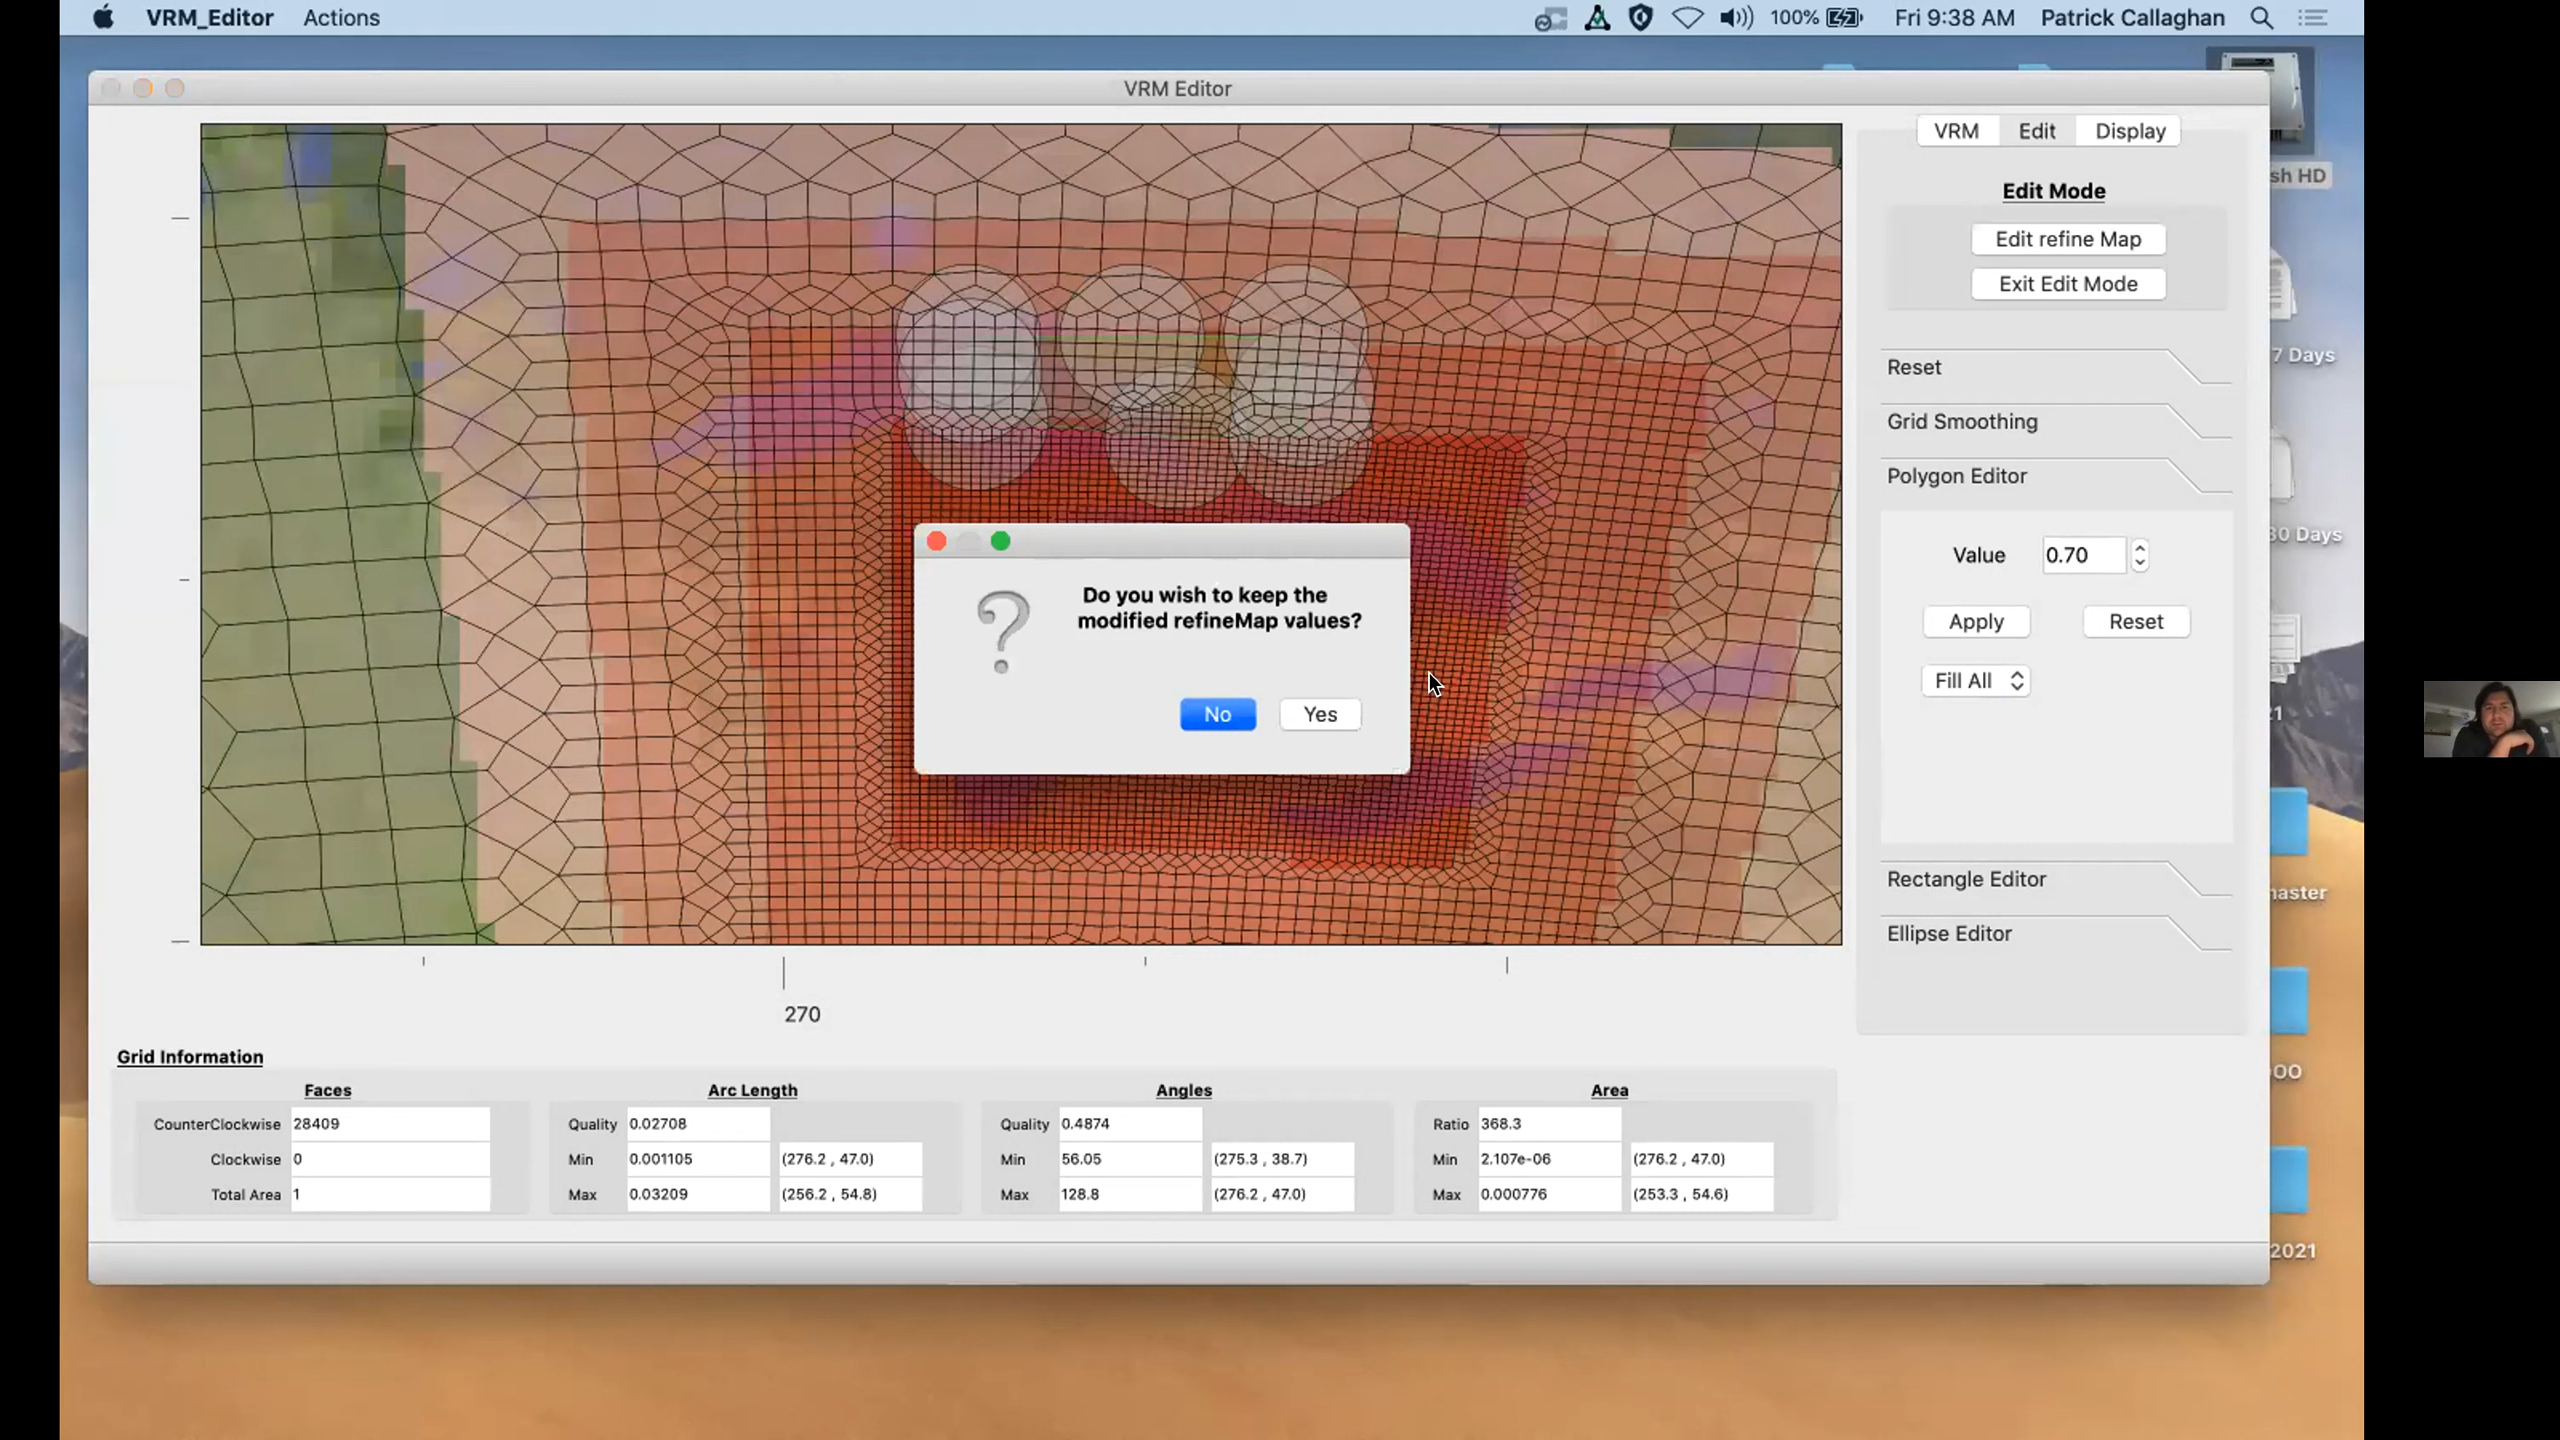 VRM_Editor Actions 100% Fri 9:38 AM Patrick Callaghan
VRM Editor
VRM Edit Display
sh HD
Edit Mode
Edit refine Map
Exit Edit Mode
Reset
7 Days
Grid Smoothing
Polygon Editor
30 Days
Value 0.70
Do you wish to keep the
modified refineMap values?
?
Apply Reset
Fill All
No Yes
21
Rectangle Editor
master
Ellipse Editor
270
Grid Information
Faces
CounterClockwise 28409
Clockwise 0
Total Area 1
Arc Length
Quality 0.02708
Min 0.001105 (276.2 , 47.0)
Max 0.03209 (256.2 , 54.8)
Angles
Quality 0.4874
Min 56.05 (275.3 , 38.7)
Max 128.8 (276.2 , 47.0)
Area
Ratio 368.3
Min 2.107e-06 (276.2 , 47.0)
Max 0.000776 (253.3 , 54.6)
OO
2021